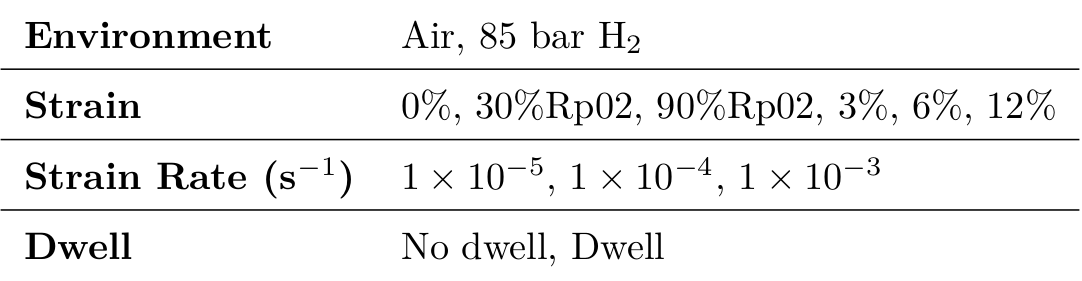 Environment Air, 85 bar H₂
Strain 0%, 30%Rp02, 90%Rp02, 3%, 6%, 12%
Strain Rate (s⁻¹) 1 × 10⁻⁵, 1 × 10⁻⁴, 1 × 10⁻³
Dwell No dwell, Dwell